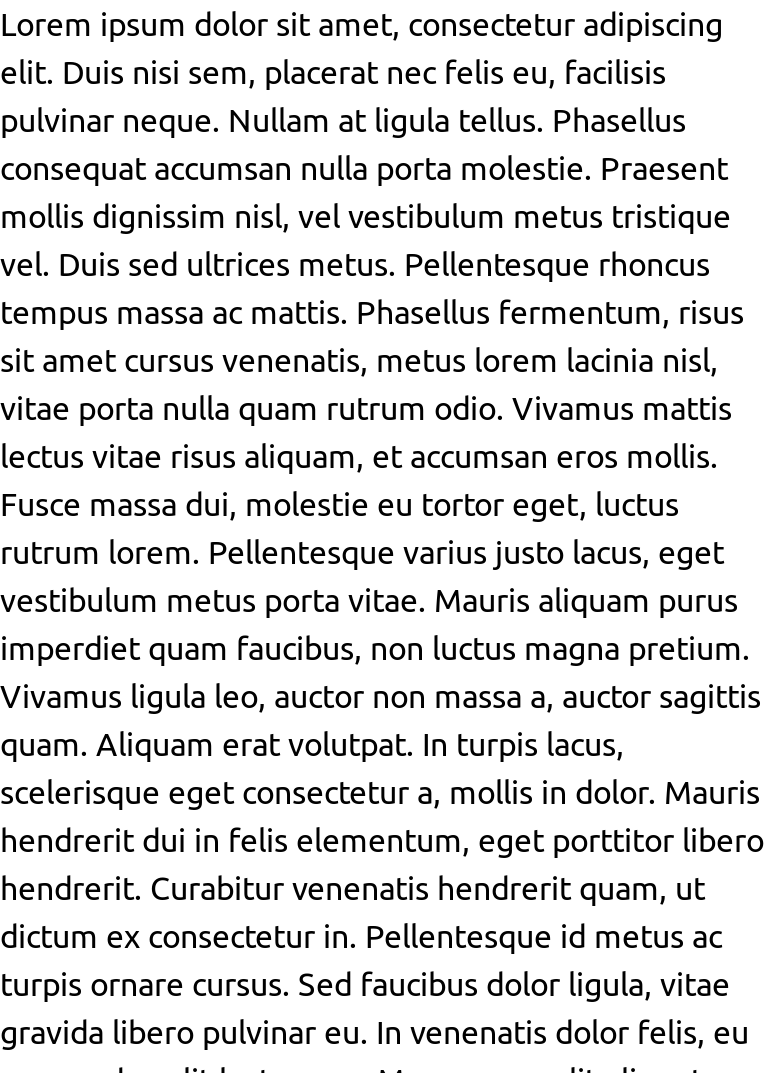 Lorem ipsum dolor sit amet, consectetur adipiscing
elit. Duis nisi sem, placerat nec felis eu, facilisis
pulvinar neque. Nullam at ligula tellus. Phasellus
consequat accumsan nulla porta molestie. Praesent
mollis dignissim nisl, vel vestibulum metus tristique
vel. Duis sed ultrices metus. Pellentesque rhoncus
tempus massa ac mattis. Phasellus fermentum, risus
sit amet cursus venenatis, metus lorem lacinia nisl,
vitae porta nulla quam rutrum odio. Vivamus mattis
lectus vitae risus aliquam, et accumsan eros mollis.
Fusce massa dui, molestie eu tortor eget, luctus
rutrum lorem. Pellentesque varius justo lacus, eget
vestibulum metus porta vitae. Mauris aliquam purus
imperdiet quam faucibus, non luctus magna pretium.
Vivamus ligula leo, auctor non massa a, auctor sagittis
quam. Aliquam erat volutpat. In turpis lacus,
scelerisque eget consectetur a, mollis in dolor. Mauris
hendrerit dui in felis elementum, eget porttitor libero
hendrerit. Curabitur venenatis hendrerit quam, ut
dictum ex consectetur in. Pellentesque id metus ac
turpis ornare cursus. Sed faucibus dolor ligula, vitae
gravida libero pulvinar eu. In venenatis dolor felis, eu